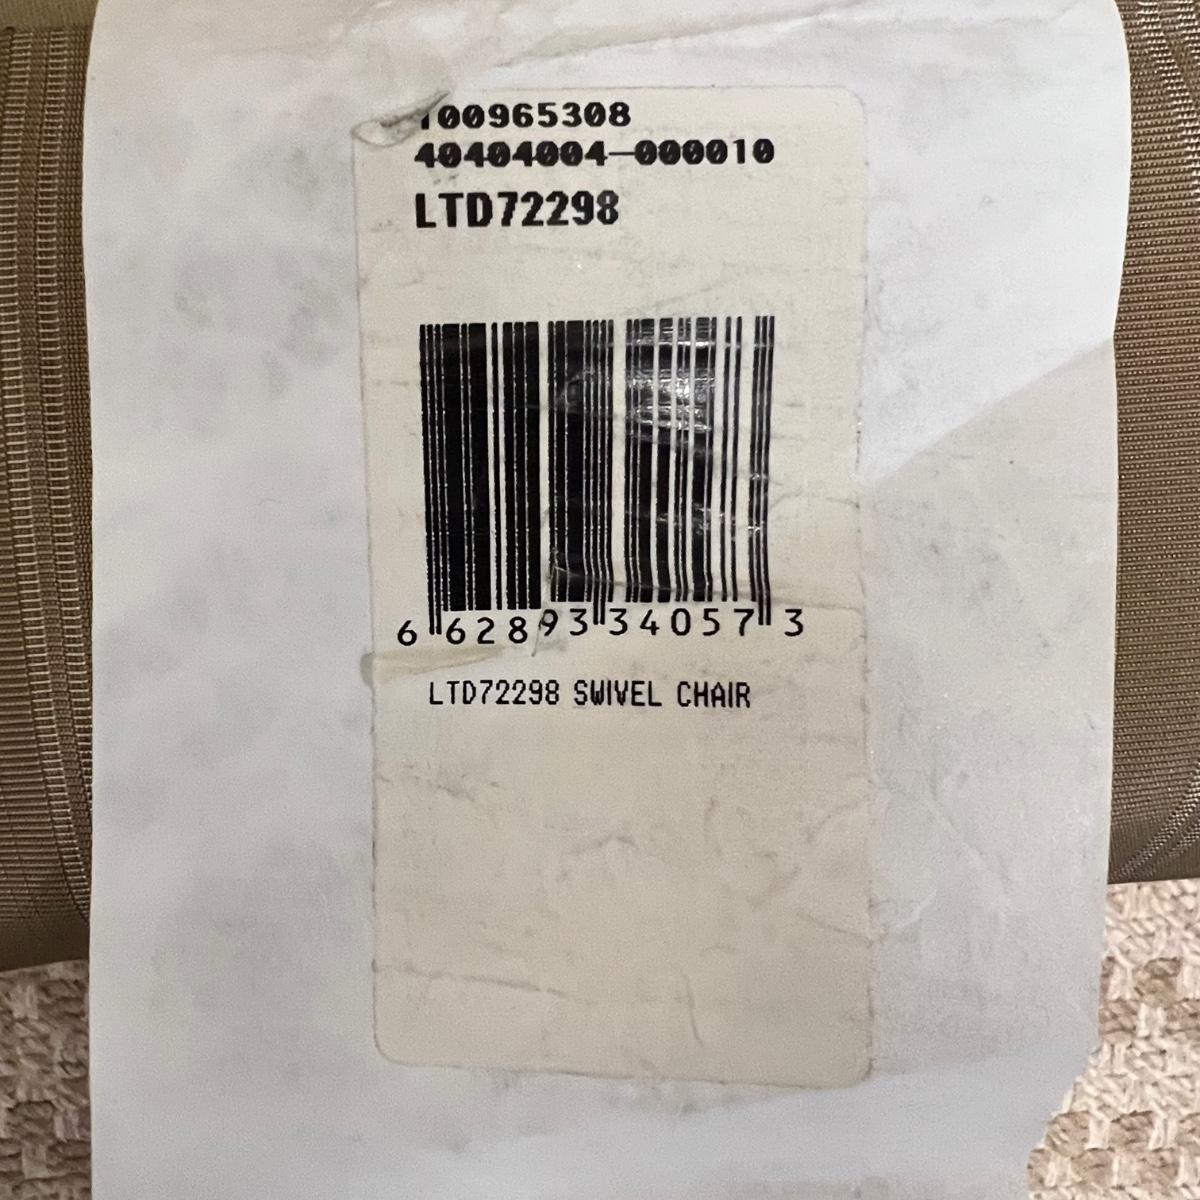 100965308
40404004-000010
LTD72298
6 62893 34057 3
LTD72298 SWIVEL CHAIR